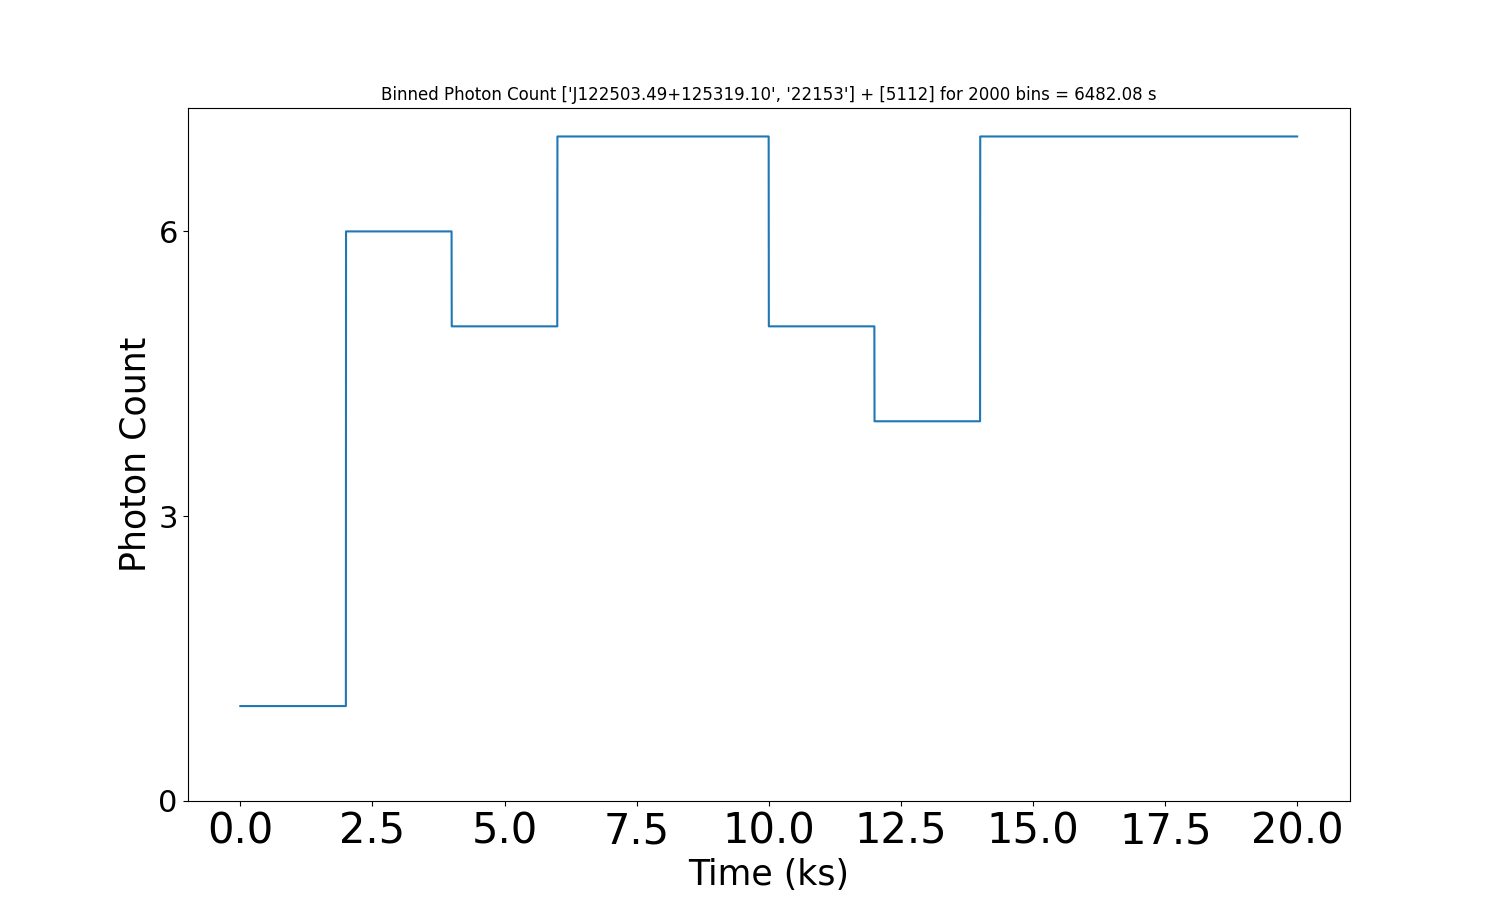 Binned Photon Count ['J122503.49+125319.10', '22153'] + [5112] for 2000 bins = 6482.08 s
6
3
0
Photon Count
0.0 2.5 5.0 7.5 10.0 12.5 15.0 17.5 20.0
Time (ks)